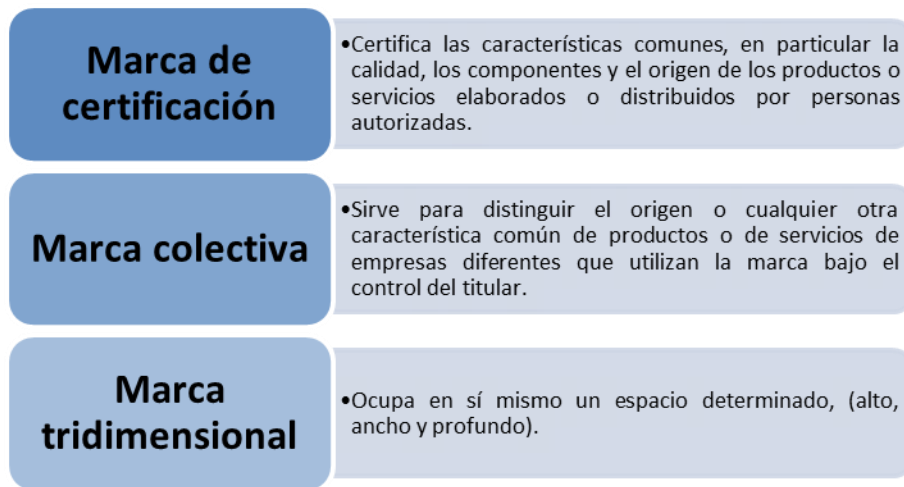 Marca de
certificación
•Certifica las características comunes, en particular la
calidad, los componentes y el origen de los productos o
servicios elaborados o distribuidos por personas
autorizadas.
Marca colectiva
•Sirve para distinguir el origen o cualquier otra
característica común de productos o de servicios de
empresas diferentes que utilizan la marca bajo el
control del titular.
Marca
tridimensional
•Ocupa en sí mismo un espacio determinado, (alto,
ancho y profundo).